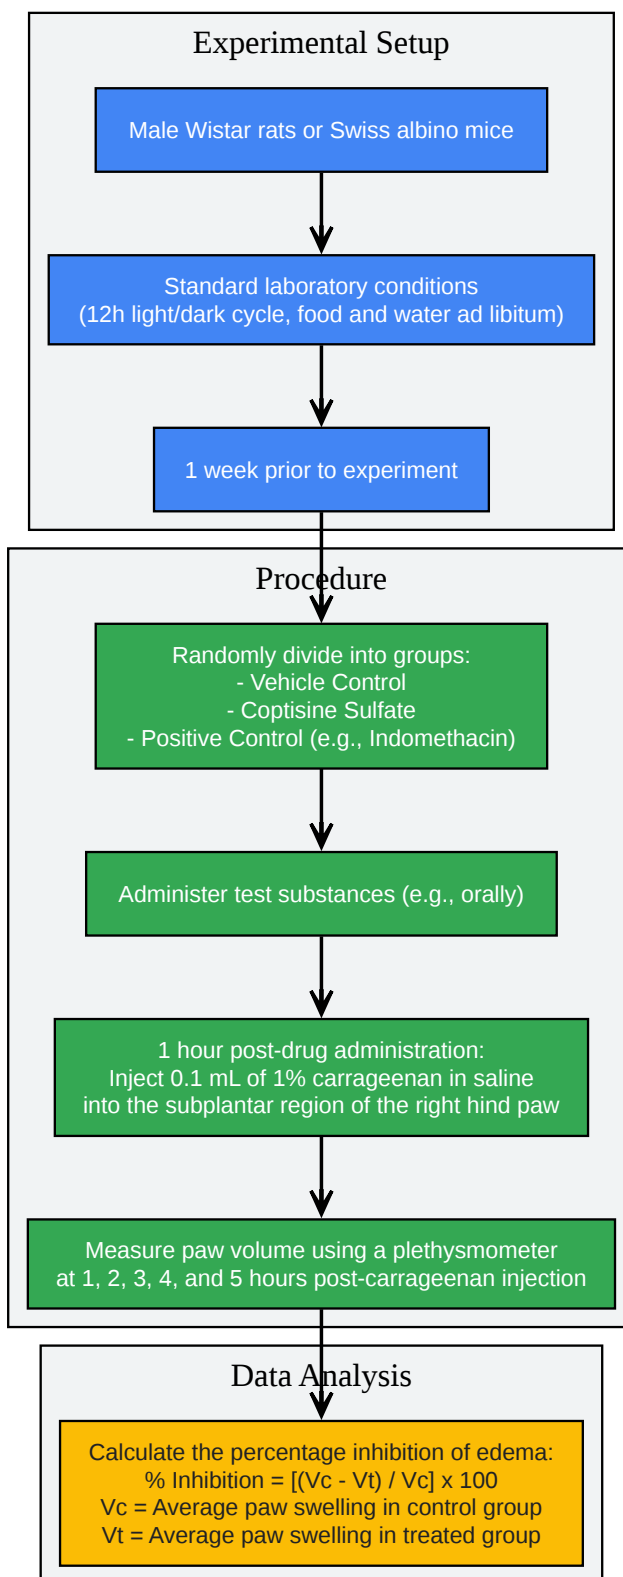 Experimental Setup
Male Wistar rats or Swiss albino mice
Standard laboratory conditions
(12h light/dark cycle, food and water ad libitum)
1 week prior to experiment
Procedure
Randomly divide into groups:
- Vehicle Control
- Coptisine Sulfate
- Positive Control (e.g., Indomethacin)
Administer test substances (e.g., orally)
1 hour post-drug administration:
Inject 0.1 mL of 1% carrageenan in saline
into the subplantar region of the right hind paw
Measure paw volume using a plethysmometer
at 1, 2, 3, 4, and 5 hours post-carrageenan injection
Data Analysis
Calculate the percentage inhibition of edema:
% Inhibition = [(Vc - Vt) / Vc] x 100
Vc = Average paw swelling in control group
Vt = Average paw swelling in treated group